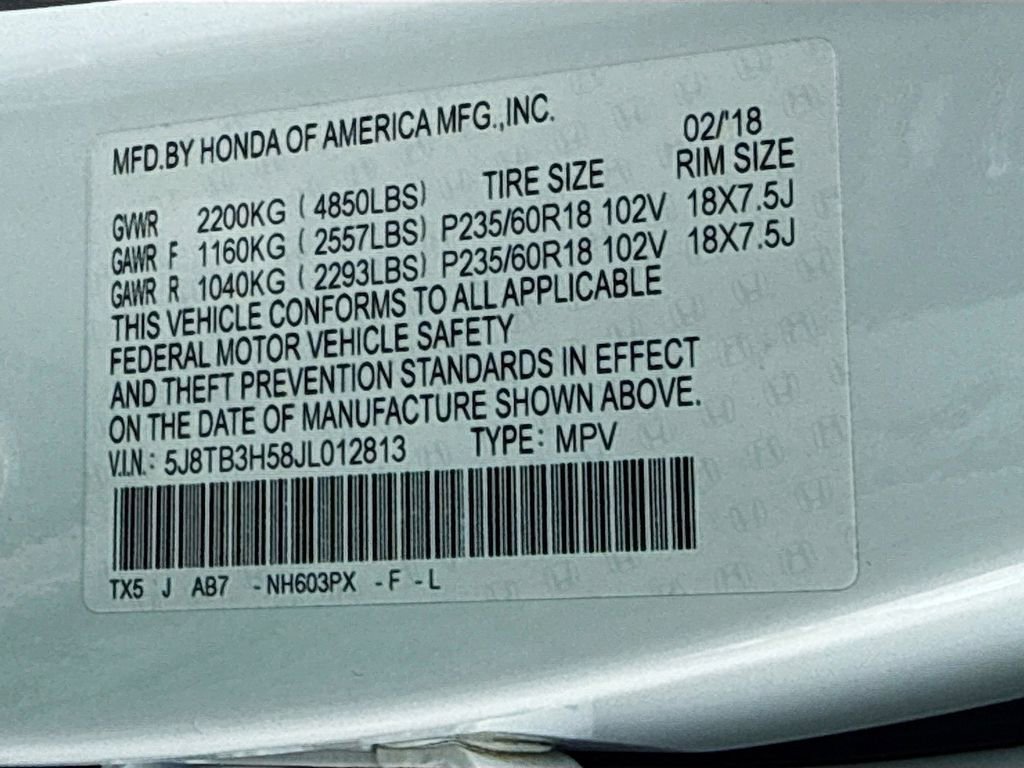 MFD.BY HONDA OF AMERICA MFG.,INC. 02/'18
TIRE SIZE RIM SIZE
GVWR 2200KG ( 4850LBS)
GAWR F 1160KG ( 2557LBS) P235/60R18 102V 18X7.5J
GAWR R 1040KG ( 2293LBS) P235/60R18 102V 18X7.5J
THIS VEHICLE CONFORMS TO ALL APPLICABLE
FEDERAL MOTOR VEHICLE SAFETY
AND THEFT PREVENTION STANDARDS IN EFFECT
ON THE DATE OF MANUFACTURE SHOWN ABOVE.
V.I.N.: 5J8TB3H58JL012813 TYPE: MPV
TX5 J AB7 -NH603PX -F -L